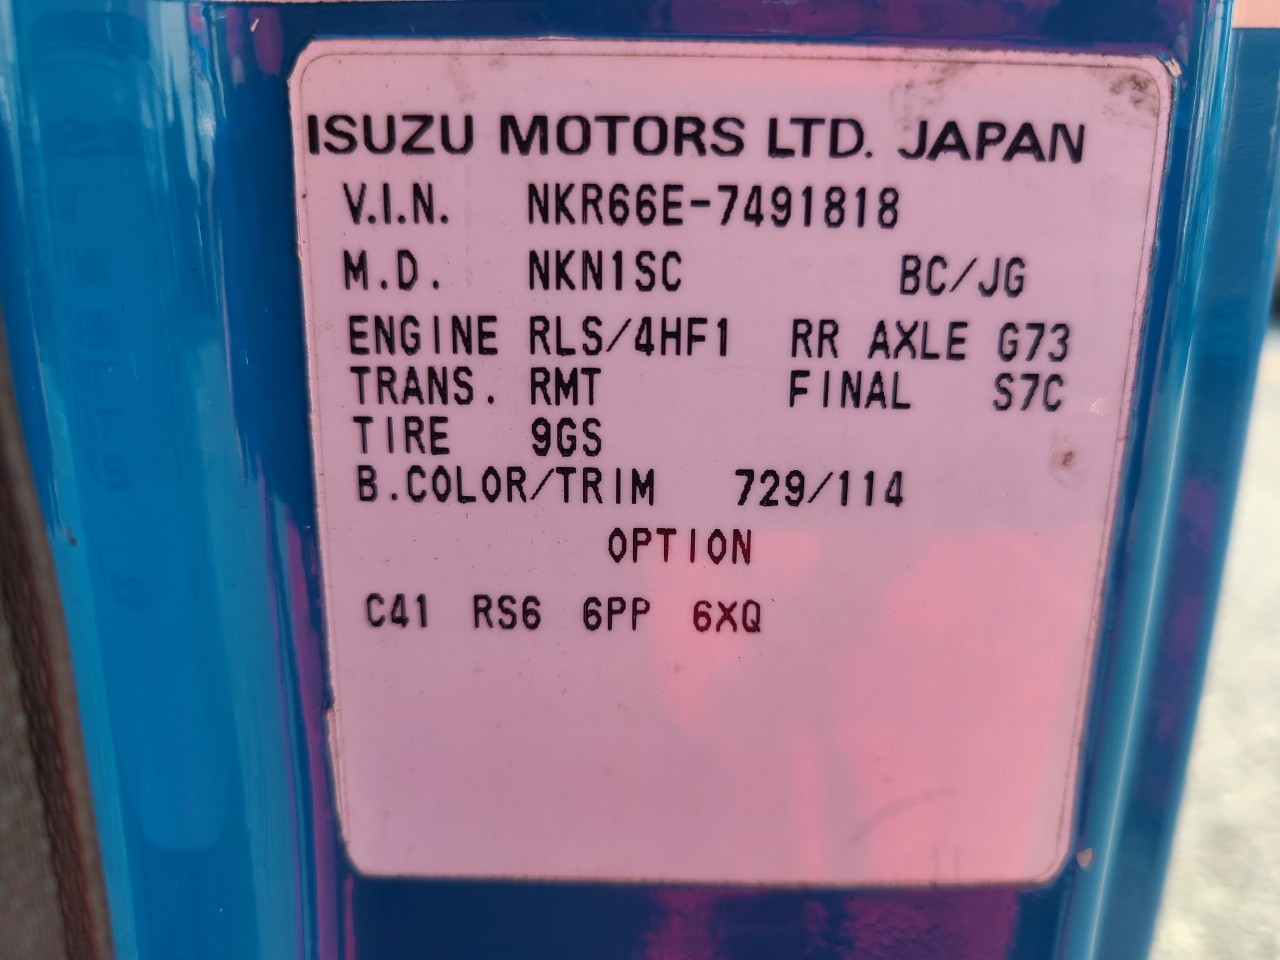 ISUZU MOTORS LTD. JAPAN
V.I.N. NKR66E-7491818
M.D. NKN1SC BC/JG
ENGINE RLS/4HF1 RR AXLE G73
TRANS. RMT FINAL S7C
TIRE 9GS
B.COLOR/TRIM 729/114
OPTION
C41 RS6 6PP 6XQ